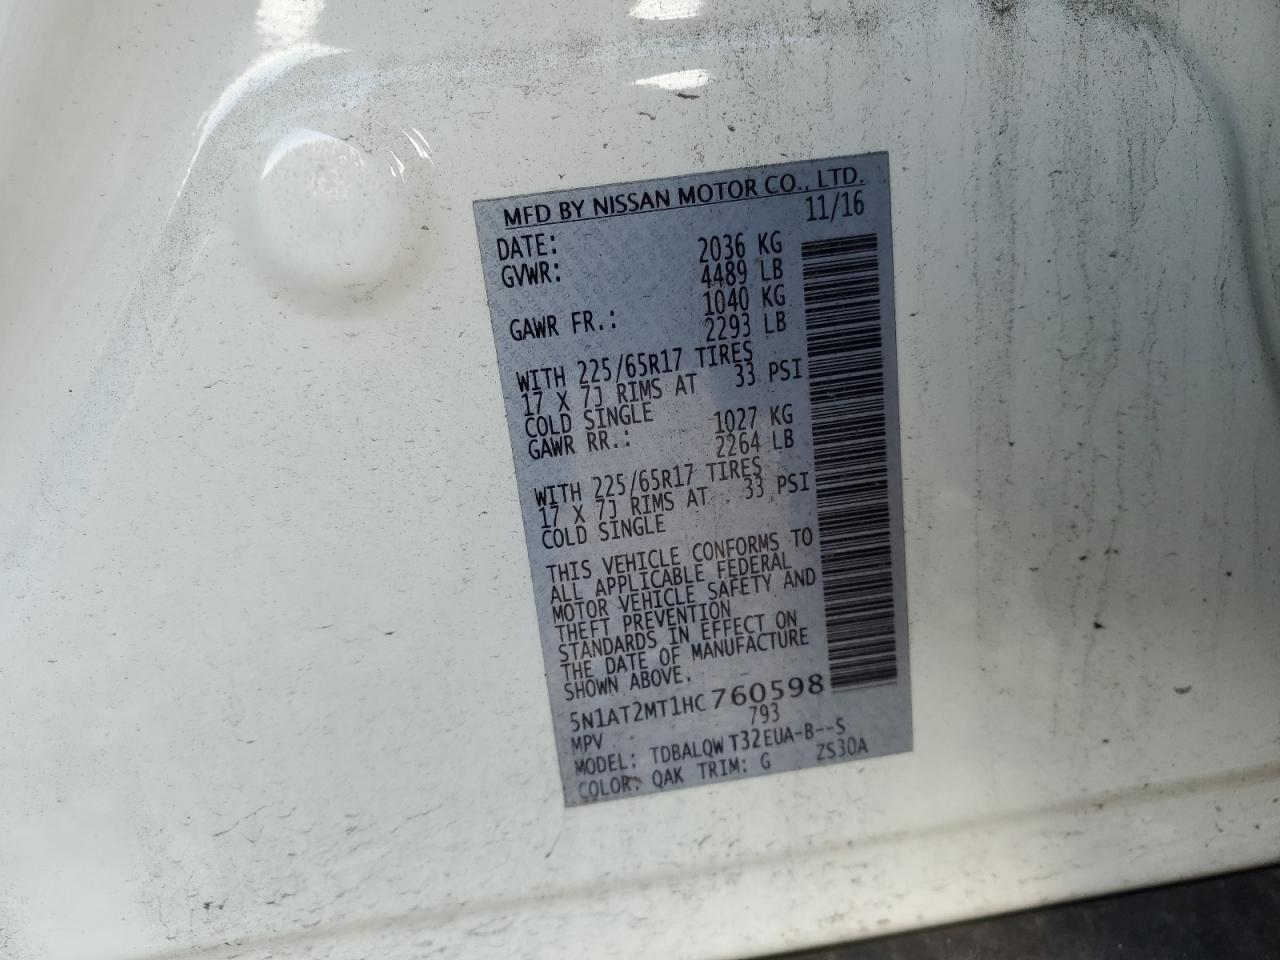 MFD BY NISSAN MOTOR CO., LTD.
DATE: 11/16
GVWR: 2036 KG
4489 LB
GAWR FR.: 1040 KG
2293 LB
WITH 225/65R17 TIRES
17 X 7J RIMS AT 33 PSI
COLD SINGLE
GAWR RR.: 1027 KG
2264 LB
WITH 225/65R17 TIRES
17 X 7J RIMS AT 33 PSI
COLD SINGLE
THIS VEHICLE CONFORMS TO
ALL APPLICABLE FEDERAL
MOTOR VEHICLE SAFETY AND
THEFT PREVENTION
STANDARDS IN EFFECT ON
THE DATE OF MANUFACTURE
SHOWN ABOVE.
5N1AT2MT1HC760598
MPV 793
MODEL: TDBALQW T32EUA-B--S
COLOR: QAK TRIM: G ZS30A